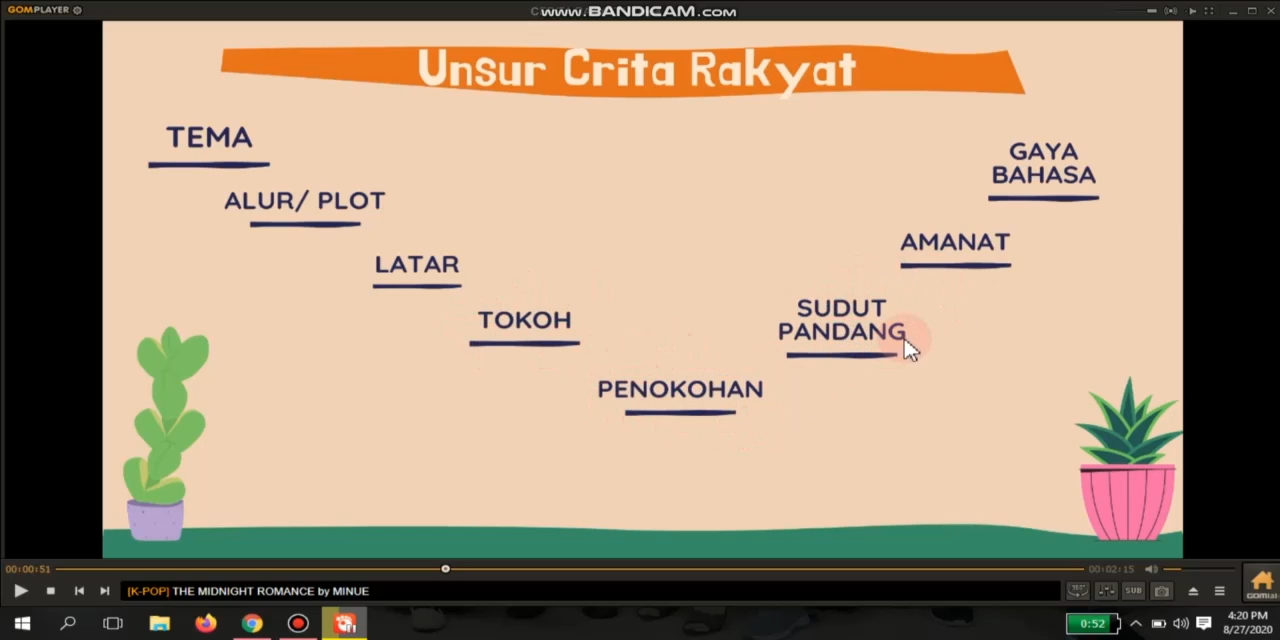 GOMPLAYER
WWW.BANDICAM.COM
Unsur Crita Rakyat
TEMA
ALUR/ PLOT
LATAR
TOKOH
PENOKOHAN
SUDUT
PANDANG
AMANAT
GAYA
BAHASA
00:00:51
00:02:15
[K-POP] THE MIDNIGHT ROMANCE by MINUE
360°
SUB
0:52
4:20 PM
8/27/2020